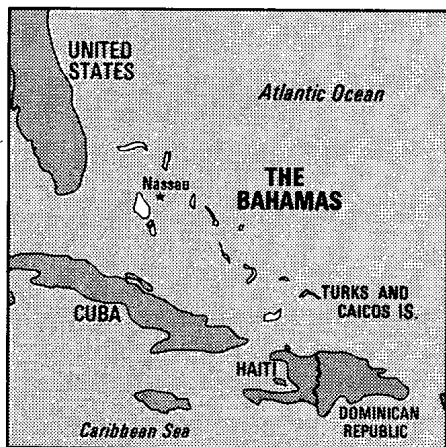 UNITED
STATES
Atlantic Ocean
Nassau
THE
BAHAMAS
TURKS AND
CAICOS IS.
CUBA
HAITI
DOMINICAN
REPUBLIC
Caribbean Sea